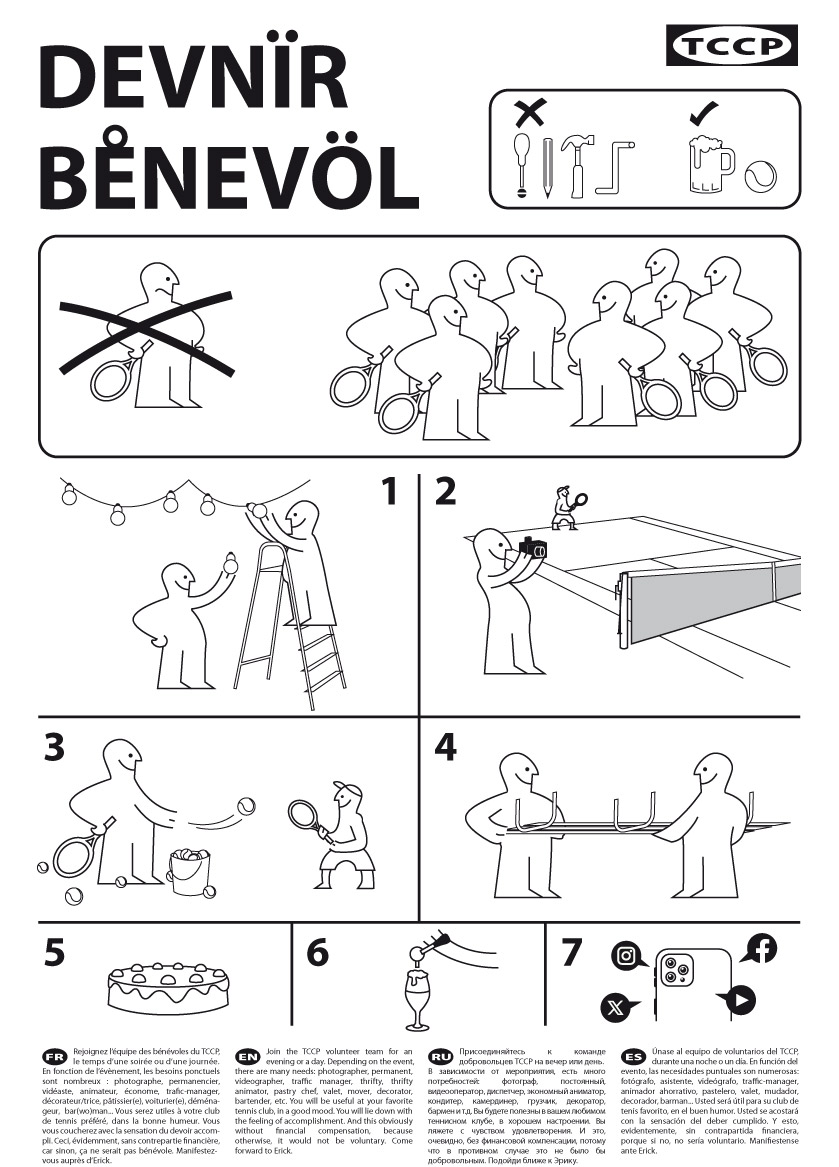 DEVNÏR
BE̊NEVÖL
TCCP
1
2
3
4
5
6
7
FR Rejoignez l'équipe des bénévoles du TCCP,
le temps d'une soirée ou d'une journée.
En fonction de l'évènement, les besoins ponctuels
sont nombreux : photographe, permanencier,
vidéaste, animateur, économe, trafic-manager,
décorateur/trice, pâtissier(e), voiturier(e), déména-
geur, bar(wo)man... Vous serez utiles à votre club
de tennis préféré, dans la bonne humeur. Vous
vous coucherez avec la sensation du devoir accom-
pli. Ceci, évidemment, sans contrepartie financière,
car sinon, ça ne serait pas bénévole. Manifestez-
vous auprès d'Erick.
EN Join the TCCP volunteer team for an
evening or a day. Depending on the event,
there are many needs: photographer, permanent,
videographer, traffic manager, thrifty, thrifty
animator, pastry chef, valet, mover, decorator,
bartender, etc. You will be useful at your favorite
tennis club, in a good mood. You will lie down with
the feeling of accomplishment. And this obviously
without financial compensation, because
otherwise, it would not be voluntary. Come
forward to Erick.
RU Присоединяйтесь к команде
добровольцев TCCP на вечер или день.
В зависимости от мероприятия, есть много
потребностей: фотограф, постоянный,
видеооператор, диспетчер, экономный аниматор,
кондитер, камердинер, грузчик, декоратор,
бармен и т.д. Вы будете полезны в вашем любимом
теннисном клубе, в хорошем настроении. Вы
ляжете с чувством удовлетворения. И это,
очевидно, без финансовой компенсации, потому
что в противном случае это не было бы
добровольным. Подойди ближе к Эрику.
ES Únase al equipo de voluntarios del TCCP,
durante una noche o un día. En función del
evento, las necesidades puntuales son numerosas:
fotógrafo, asistente, videógrafo, traffic-manager,
animador ahorrativo, pastelero, valet, mudador,
decorador, barman... Usted será útil para su club de
tenis favorito, en el buen humor. Usted se acostará
con la sensación del deber cumplido. Y esto,
evidentemente, sin contrapartida financiera,
porque si no, no sería voluntario. Manifiestense
ante Erick.